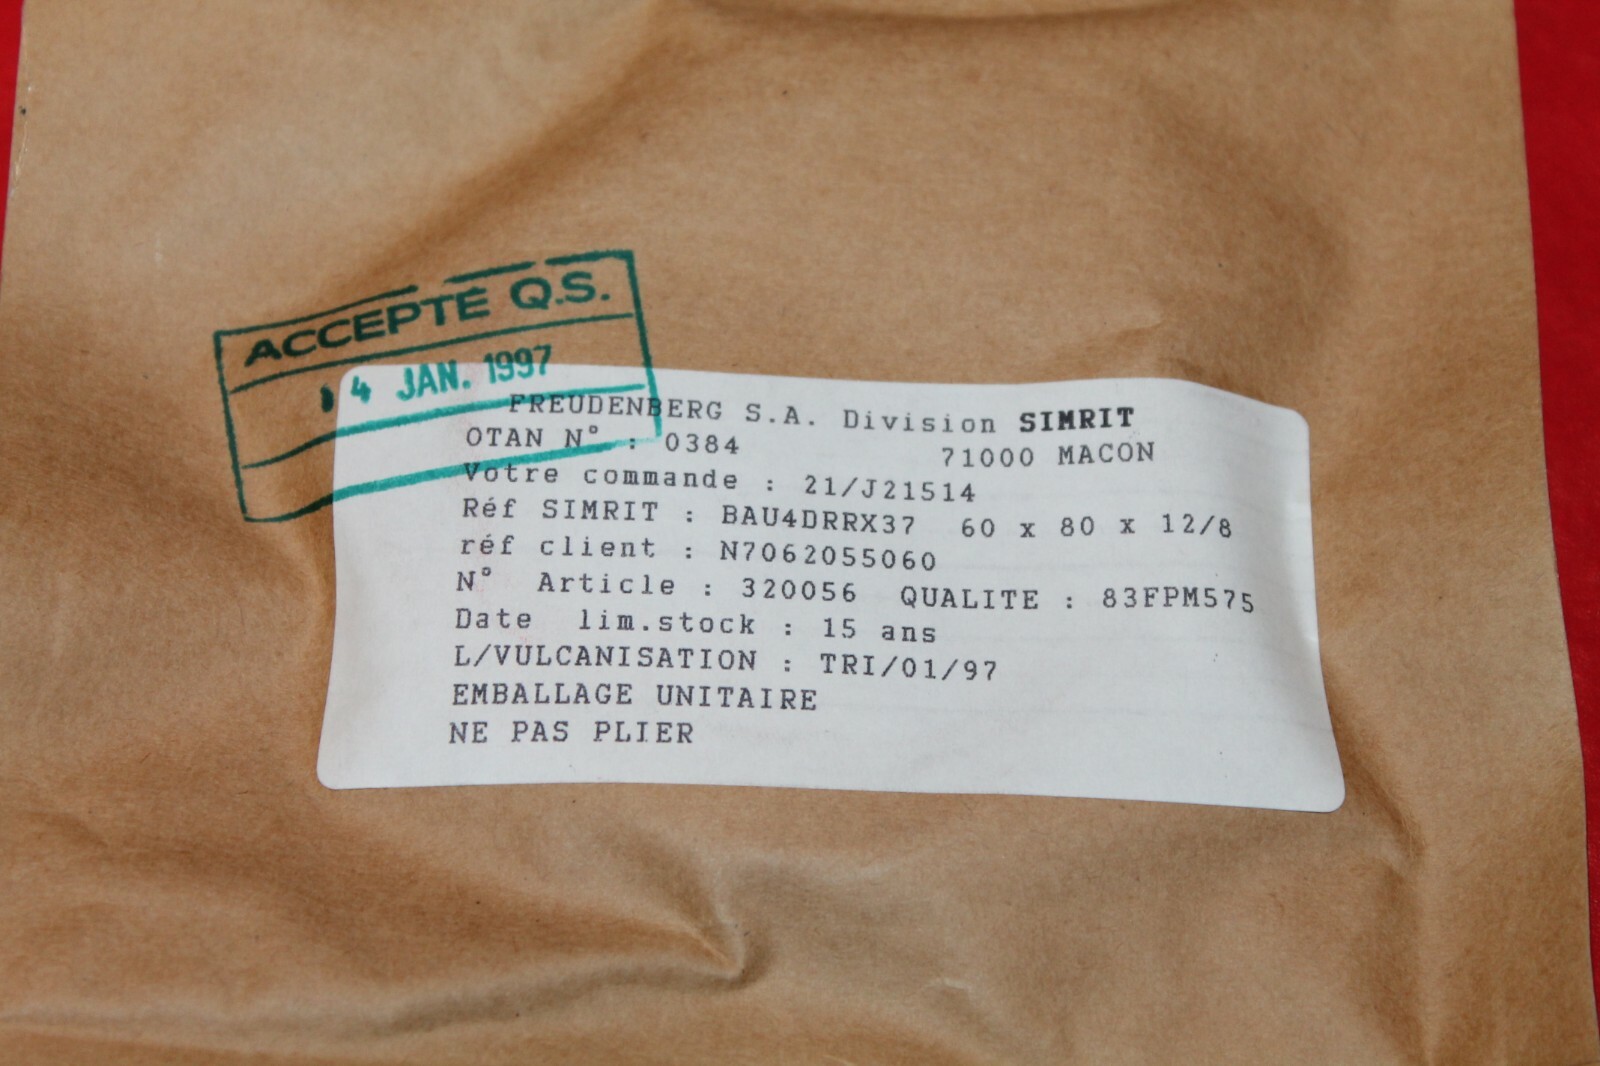 ACCEPTÉ Q.S.
14 JAN. 1997
FREUDENBERG S.A. Division SIMRIT
OTAN N° : 0384 71000 MACON
Votre commande : 21/J21514
Réf SIMRIT : BAU4DRRX37 60 x 80 x 12/8
réf client : N7062055060
N° Article : 320056 QUALITE : 83FPM575
Date lim.stock : 15 ans
L/VULCANISATION : TRI/01/97
EMBALLAGE UNITAIRE
NE PAS PLIER